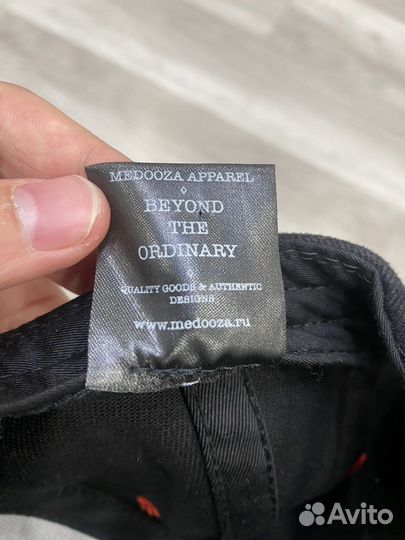 MEDOOZA APPAREL
BEYOND
THE
ORDINARY
QUALITY GOODS & AUTHENTIC
DESIGNS
www.medooza.ru
Avito